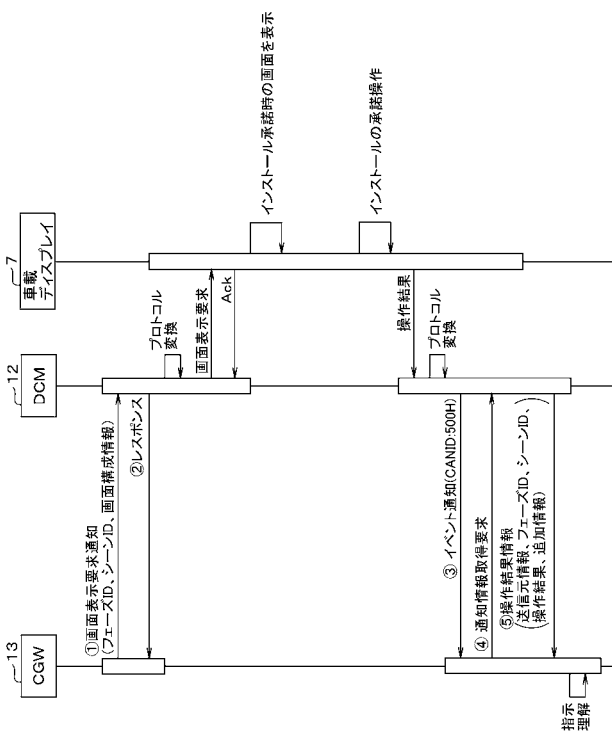 13
CGW
12
DCM
7
車載
ディスプレイ
①画面表示要求通知
(フェーズID、シーンID、画面構成情報)
②レスポンス
プロトコル
変換
画面表示要求
Ack
インストール承諾時の画面を表示
インストールの承諾操作
操作結果
プロトコル
変換
③イベント通知(CANID:500H)
④通知情報取得要求
⑤操作結果情報
(送信元情報、フェーズID、シーンID、
操作結果、追加情報)
指示
理解